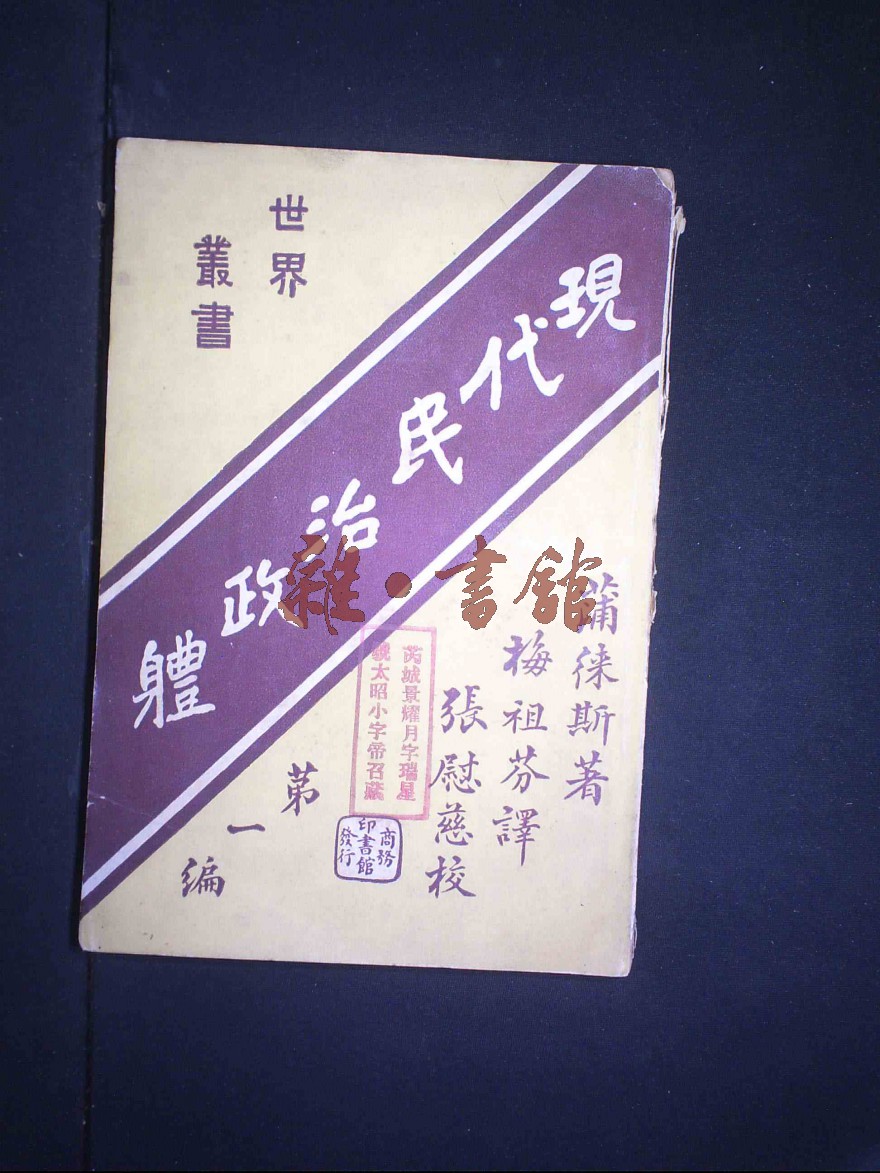 世界
叢書
現代民治政體
第一編
蒲徠斯著
梅祖芬譯
張慰慈校
商務
印書館
發行
芮城景耀月字瑞星
號太昭小字帝召藏
雜·書館